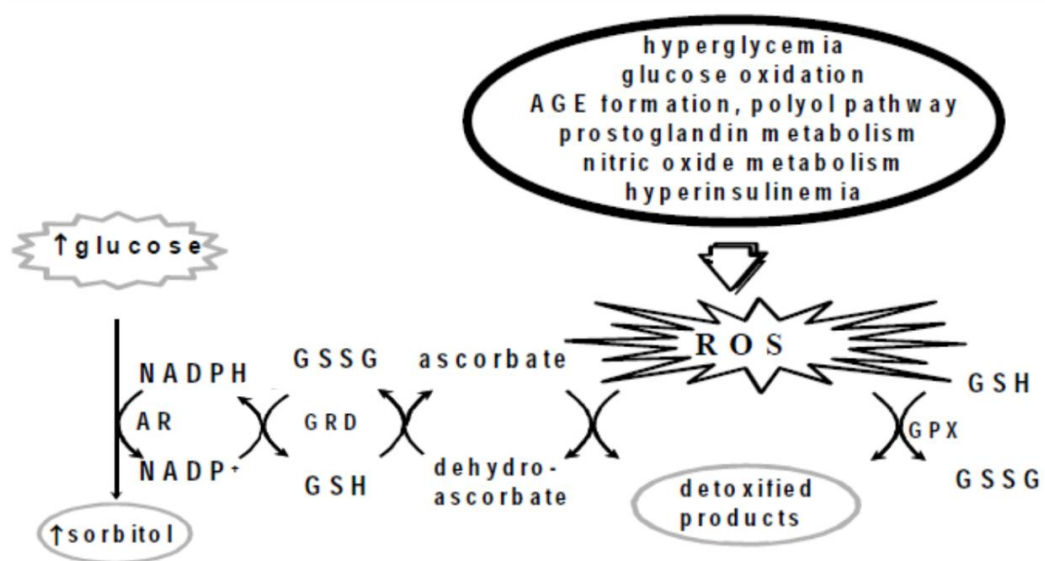 hyperglycemia
glucose oxidation
AGE formation, polyol pathway
prostoglandin metabolism
nitric oxide metabolism
hyperinsulinemia
↑glucose
ROS
NADPH
GSSG
ascorbate
GSH
AR
GRD
GPX
NADP+
GSH
dehydro-
ascorbate
detoxified
products
GSSG
↑sorbitol